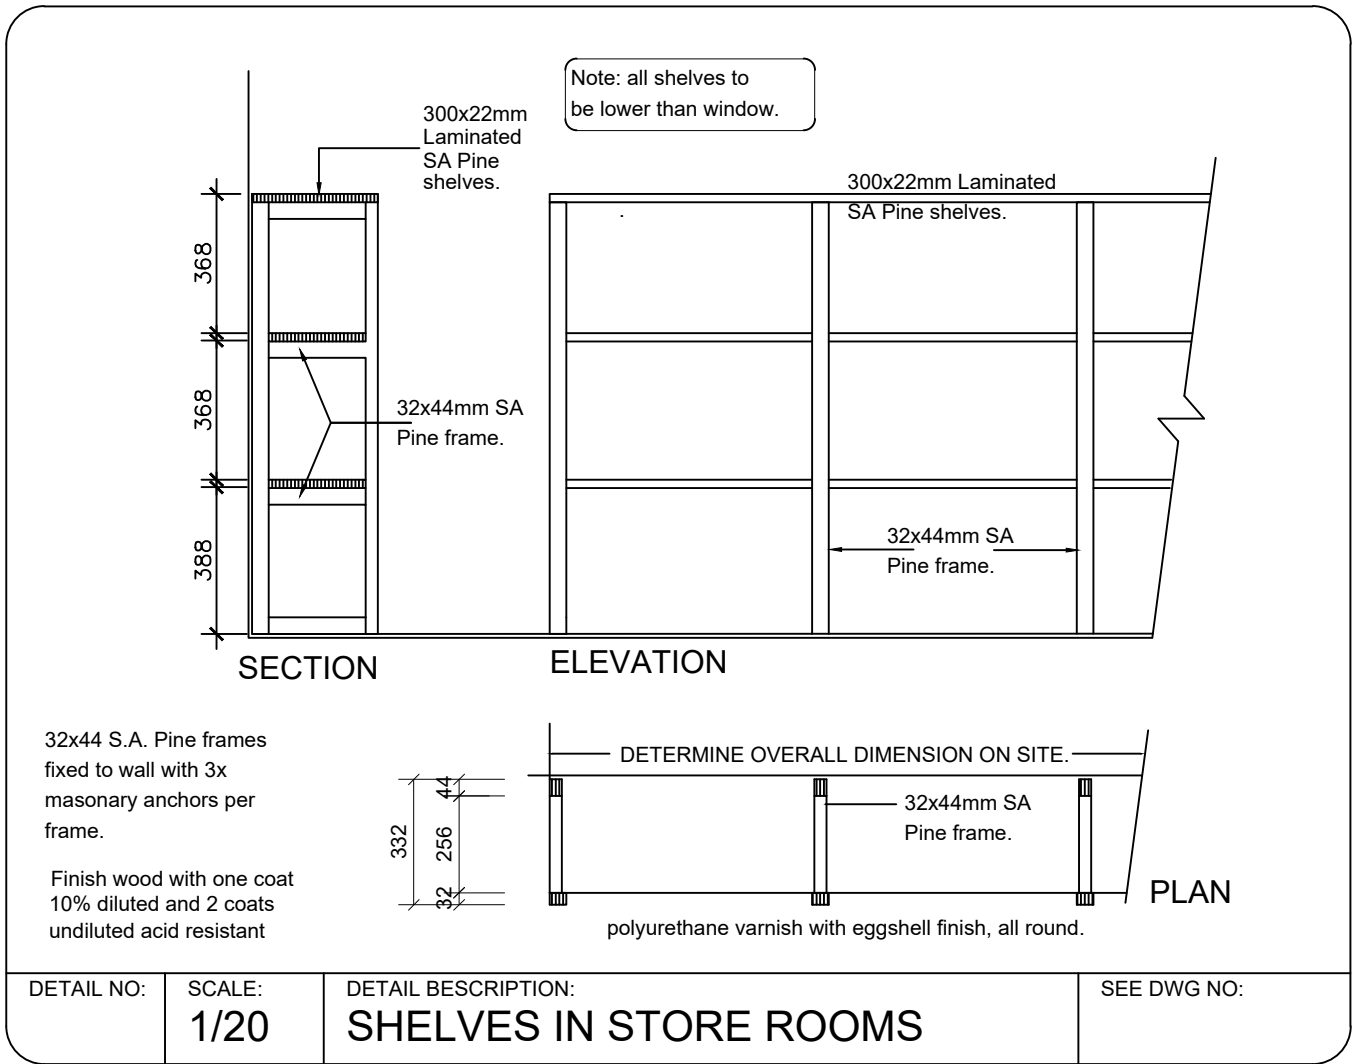 Note: all shelves to
be lower than window.
300x22mm
Laminated
SA Pine
shelves.
300x22mm Laminated
SA Pine shelves.
368
368
388
32x44mm SA
Pine frame.
32x44mm SA
Pine frame.
SECTION
ELEVATION
32x44 S.A. Pine frames
fixed to wall with 3x
masonary anchors per
frame.
Finish wood with one coat
10% diluted and 2 coats
undiluted acid resistant
DETERMINE OVERALL DIMENSION ON SITE.
332
44
256
32
32x44mm SA
Pine frame.
PLAN
polyurethane varnish with eggshell finish, all round.
DETAIL NO:
SCALE:
1/20
DETAIL BESCRIPTION:
SHELVES IN STORE ROOMS
SEE DWG NO: